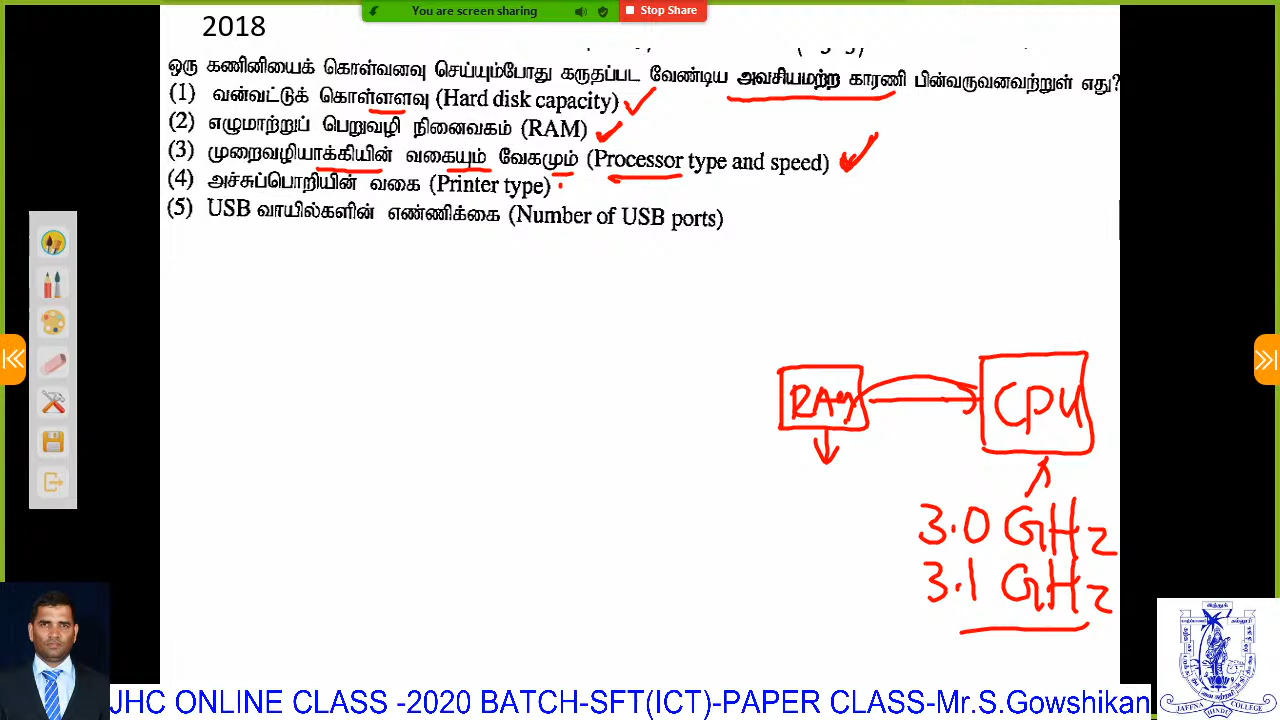 You are screen sharing
Stop Share
2018
ஒரு கணினியைக் கொள்வனவு செய்யும்போது கருதப்பட வேண்டிய அவசியமற்ற காரணி பின்வருவனவற்றுள் எது?
(1) வன்வட்டுக் கொள்ளளவு (Hard disk capacity)
(2) எழுமாற்றுப் பெறுவழி நினைவகம் (RAM)
(3) முறைவழியாக்கியின் வகையும் வேகமும் (Processor type and speed)
(4) அச்சுப்பொறியின் வகை (Printer type)
(5) USB வாயில்களின் எண்ணிக்கை (Number of USB ports)
RAM
CPU
3.0 GHz
3.1 GHz
JAFFNA HINDU COLLEGE
JHC ONLINE CLASS -2020 BATCH-SFT(ICT)-PAPER CLASS-Mr.S.Gowshikan